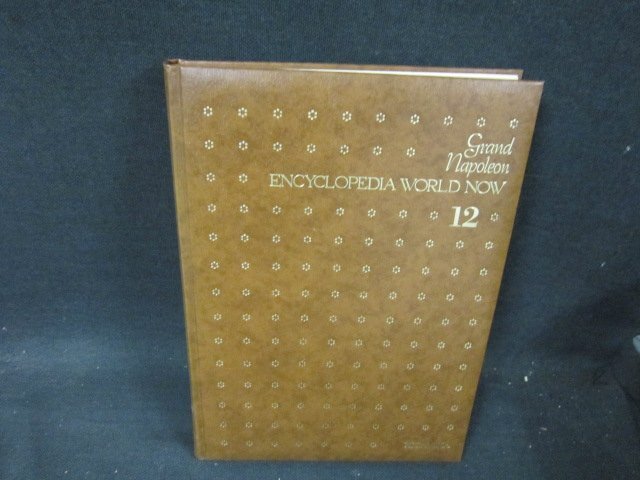 Grand
Napoleon
ENCYCLOPEDIA WORLD NOW
12